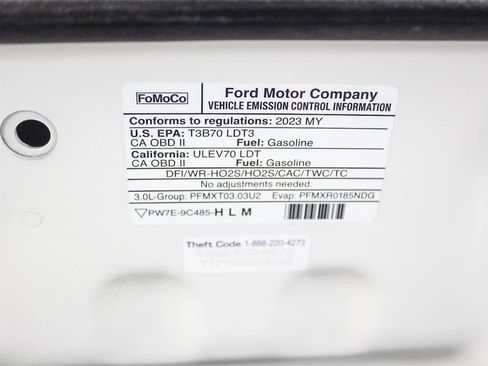 FoMoCo
Ford Motor Company
VEHICLE EMISSION CONTROL INFORMATION
Conforms to regulations: 2023 MY
U.S. EPA: T3B70 LDT3
CA OBD II Fuel: Gasoline
California: ULEV70 LDT
CA OBD II Fuel: Gasoline
DFI/WR-HO2S/HO2S/CAC/TWC/TC
No adjustments needed.
3.0L-Group: PFMXT03.03U2 Evap: PFMXR0185NDG
PW7E-9C485-H L M
Theft Code 1-888-220-4273